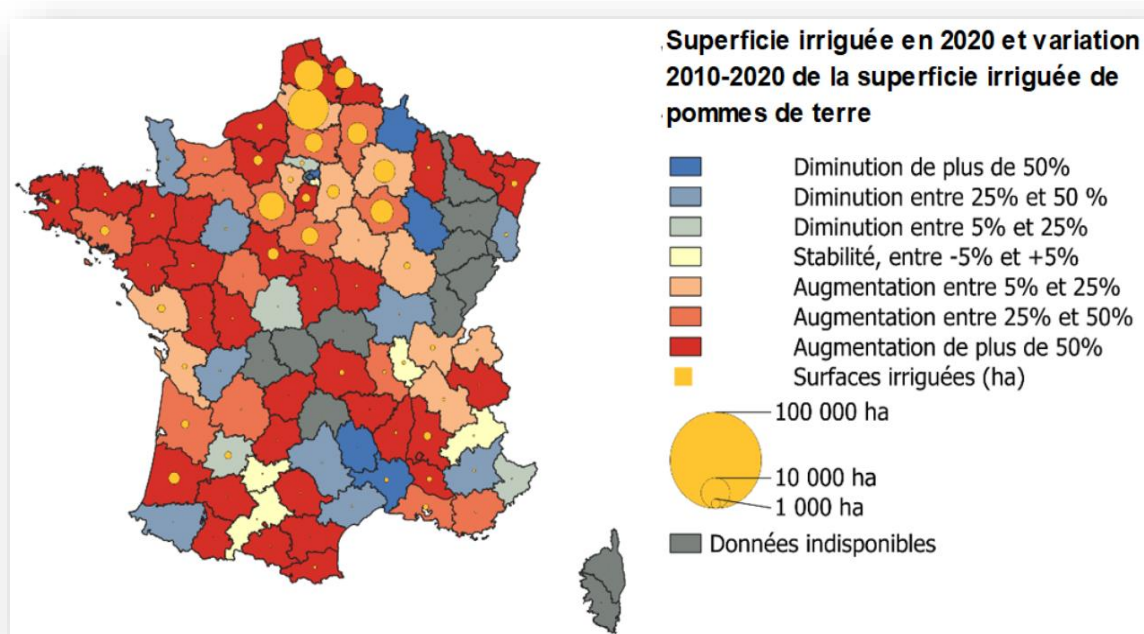 Superficie irriguée en 2020 et variation
2010-2020 de la superficie irriguée de
pommes de terre
Diminution de plus de 50%
Diminution entre 25% et 50 %
Diminution entre 5% et 25%
Stabilité, entre -5% et +5%
Augmentation entre 5% et 25%
Augmentation entre 25% et 50%
Augmentation de plus de 50%
Surfaces irriguées (ha)
100 000 ha
10 000 ha
1 000 ha
Données indisponibles